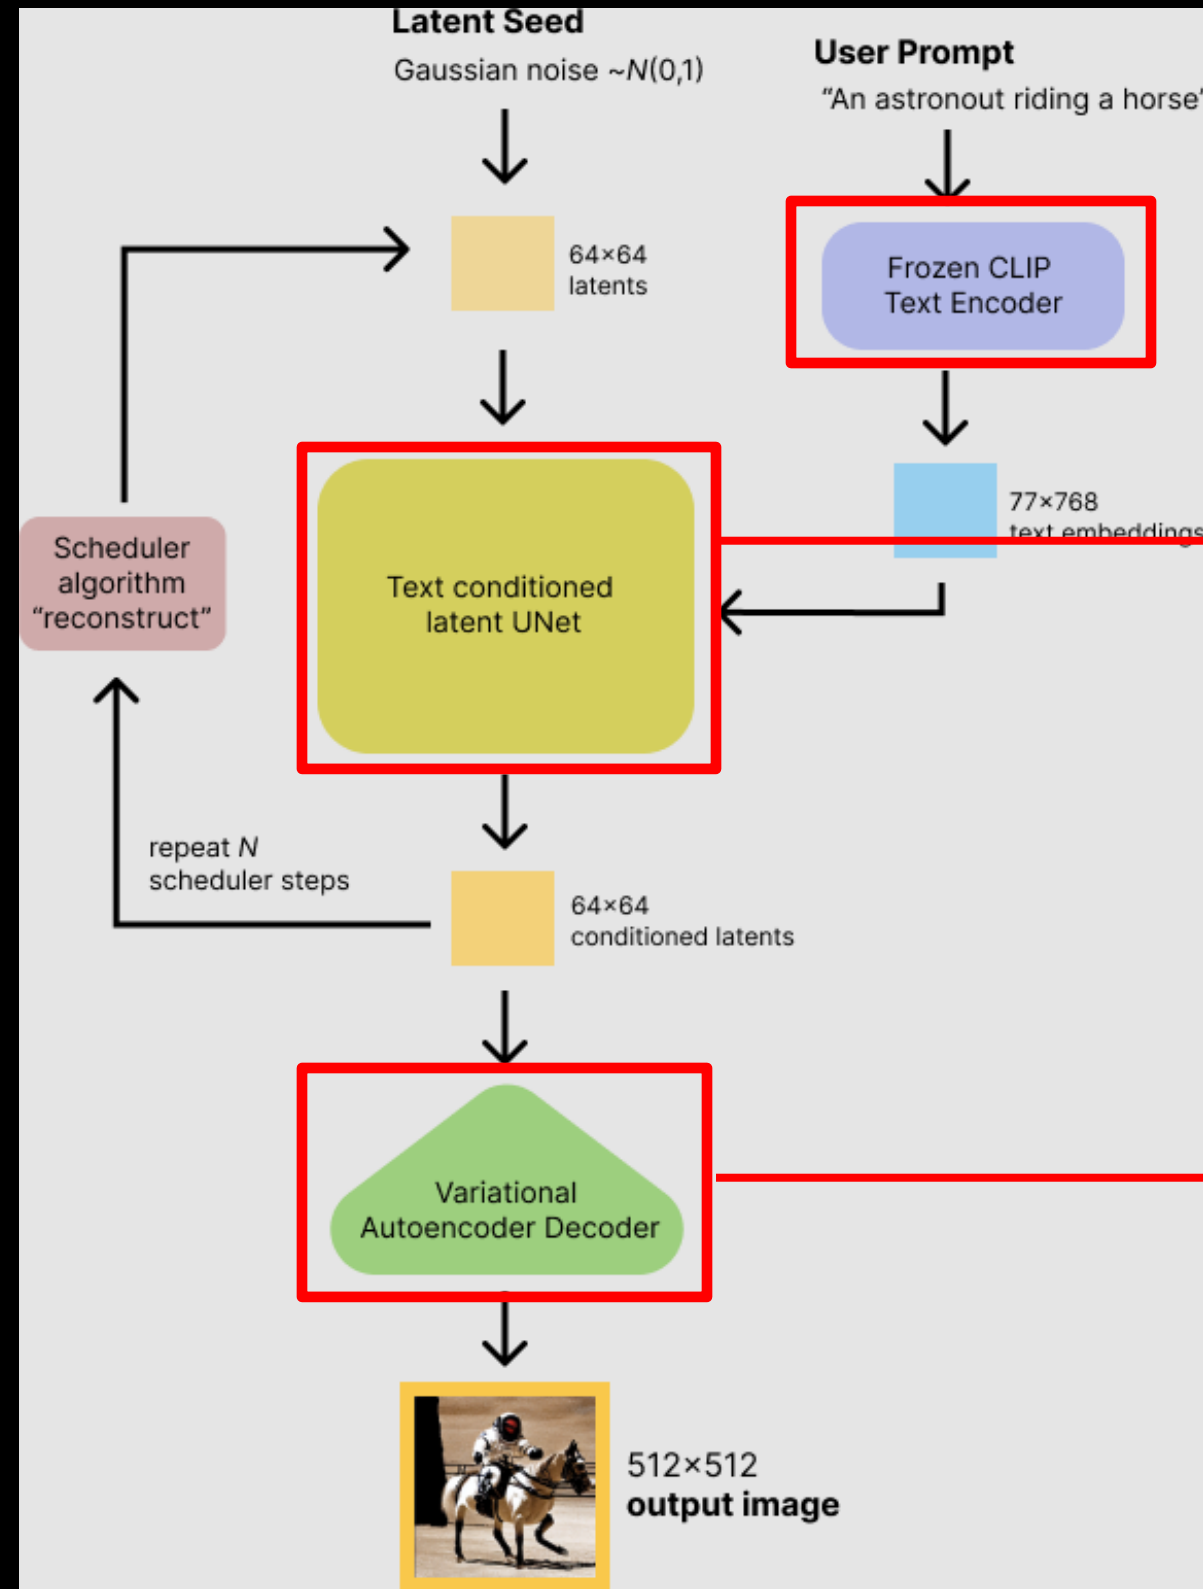 Latent Seed
Gaussian noise ~N(0,1)
User Prompt
“An astronout riding a horse”
64×64
latents
Frozen CLIP
Text Encoder
77×768
text embeddings
Scheduler
algorithm
“reconstruct”
Text conditioned
latent UNet
repeat N
scheduler steps
64×64
conditioned latents
Variational
Autoencoder Decoder
512×512
output image